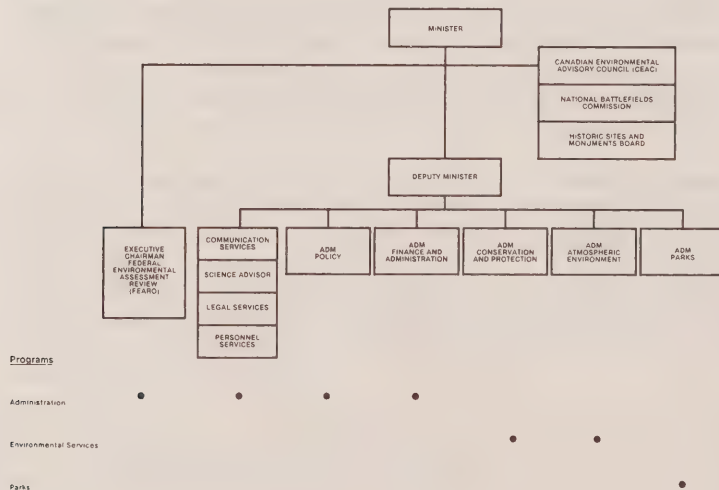 MINISTER
CANADIAN ENVIRONMENTAL
ADVISORY COUNCIL (CEAC)
NATIONAL BATTLEFIELDS
COMMISSION
HISTORIC SITES AND
MONUMENTS BOARD
DEPUTY MINISTER
EXECUTIVE
CHAIRMAN
FEDERAL
ENVIRONMENTAL
ASSESSMENT
REVIEW
(FEARO)
COMMUNICATION
SERVICES
SCIENCE ADVISOR
LEGAL SERVICES
PERSONNEL
SERVICES
ADM
POLICY
ADM
FINANCE AND
ADMINISTRATION
ADM
CONSERVATION
AND PROTECTION
ADM
ATMOSPHERIC
ENVIRONMENT
ADM
PARKS
Programs
Administration
Environmental Services
Parks